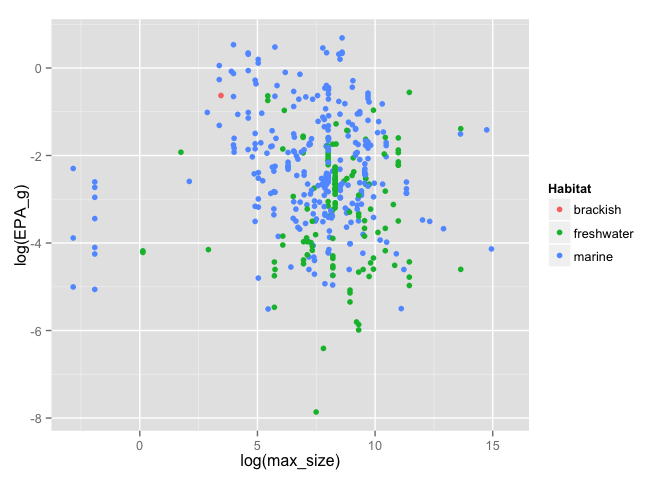 0
-2
-4
-6
-8
log(EPA_g)
0
5
10
15
log(max_size)
Habitat
brackish
freshwater
marine